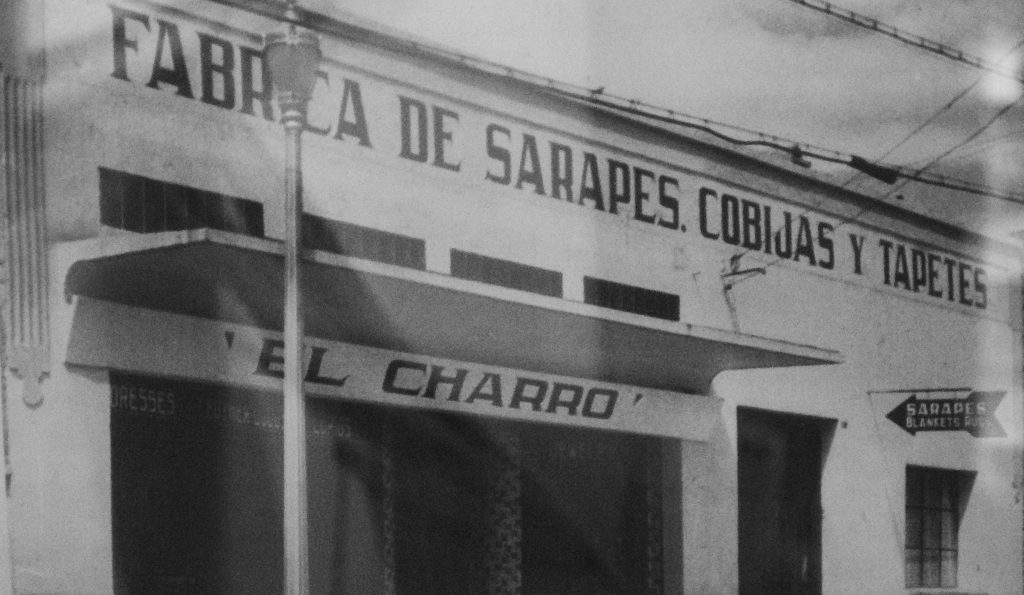 FABRICA DE SARAPES. COBIJAS Y TAPETES
'EL CHARRO'
DRESSES
SARAPES
BLANKETS